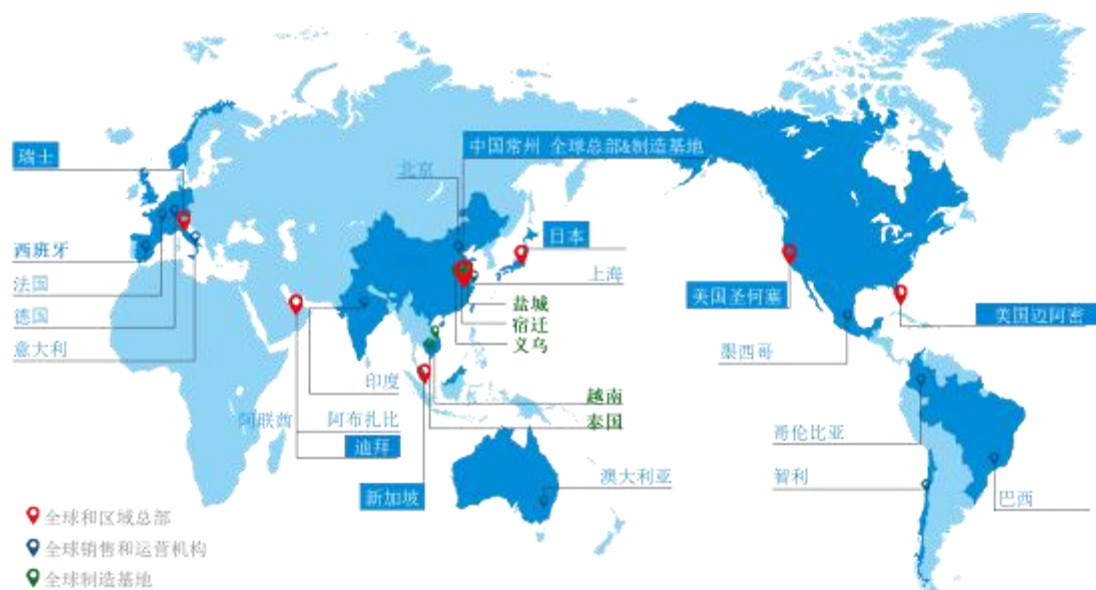 瑞士
中国常州 全球总部&制造基地
北京
日本
西班牙
上海
法国
美国圣何塞
盐城
德国
宿迁
美国迈阿密
意大利
义乌
墨西哥
印度
越南
阿联酋 阿布扎比
泰国
迪拜
哥伦比亚
新加坡
澳大利亚
智利
巴西
全球和区域总部
全球销售和运营机构
全球制造基地